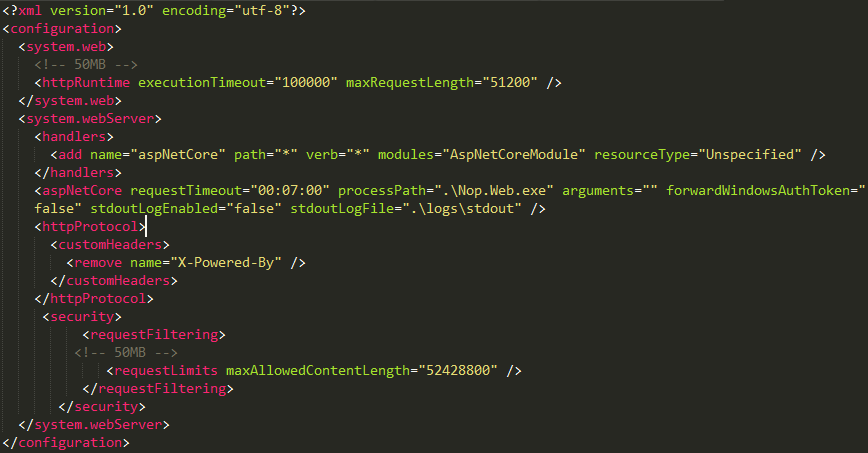 <?xml version="1.0" encoding="utf-8"?>
<configuration>
  <system.web>
    <!-- 50MB -->
    <httpRuntime executionTimeout="100000" maxRequestLength="51200" />
  </system.web>
  <system.webServer>
    <handlers>
      <add name="aspNetCore" path="*" verb="*" modules="AspNetCoreModule" resourceType="Unspecified" />
    </handlers>
    <aspNetCore requestTimeout="00:07:00" processPath=".\Nop.Web.exe" arguments="" forwardWindowsAuthToken="
    false" stdoutLogEnabled="false" stdoutLogFile=".\logs\stdout" />
    <httpProtocol>
      <customHeaders>
        <remove name="X-Powered-By" />
      </customHeaders>
    </httpProtocol>
     <security>
          <requestFiltering>
         <!-- 50MB -->
             <requestLimits maxAllowedContentLength="52428800" />
          </requestFiltering>
       </security>
  </system.webServer>
</configuration>